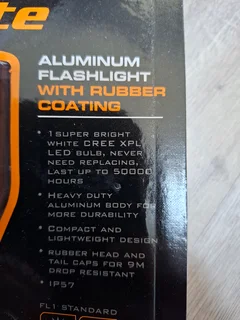 te
ALUMINUM
FLASHLIGHT
WITH RUBBER
COATING
• 1 SUPER BRIGHT
WHITE CREE XPL
LED BULB, NEVER
NEED REPLACING,
LAST UP TO 50000
HOURS
• HEAVY DUTY
ALUMINUM BODY FOR
MORE DURABILITY
• COMPACT AND
LIGHTWEIGHT DESIGN
• RUBBER HEAD AND
TAIL CAPS FOR 9M
DROP RESISTANT
• IP57
FL1 STANDARD